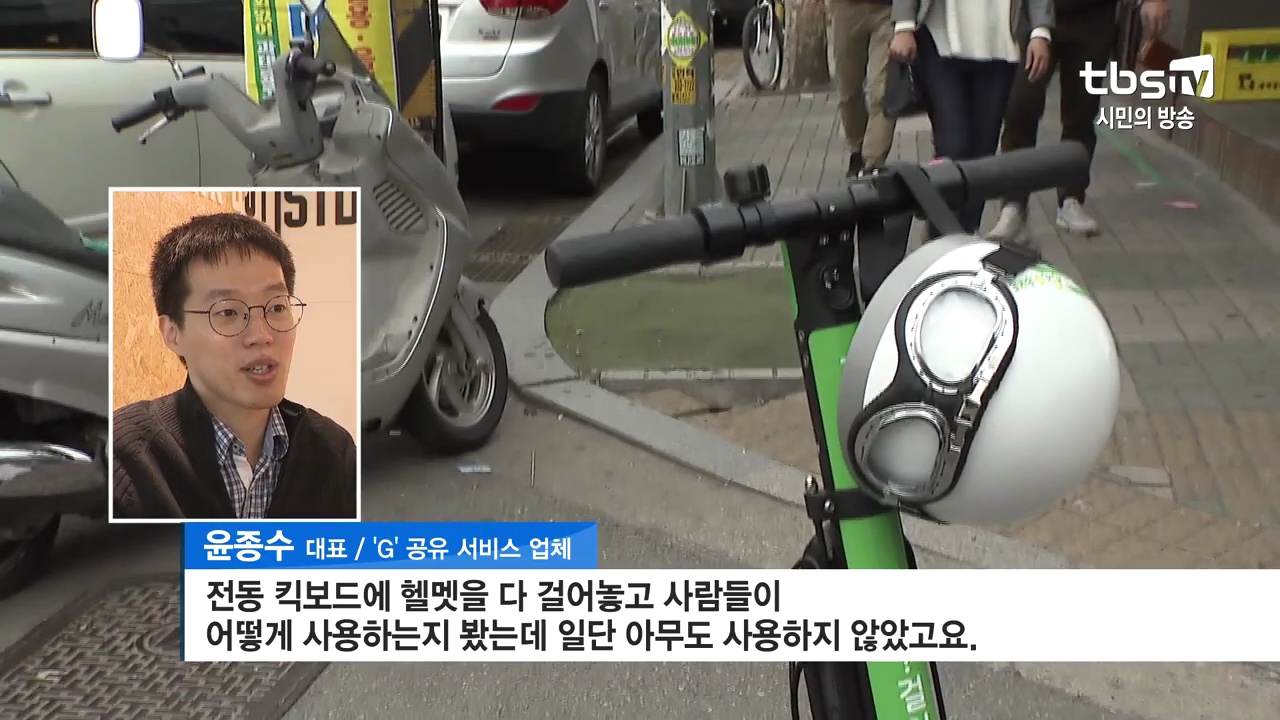 tbs TV
시민의 방송
윤종수 대표 / 'G' 공유 서비스 업체
전동 킥보드에 헬멧을 다 걸어놓고 사람들이
어떻게 사용하는지 봤는데 일단 아무도 사용하지 않았고요.